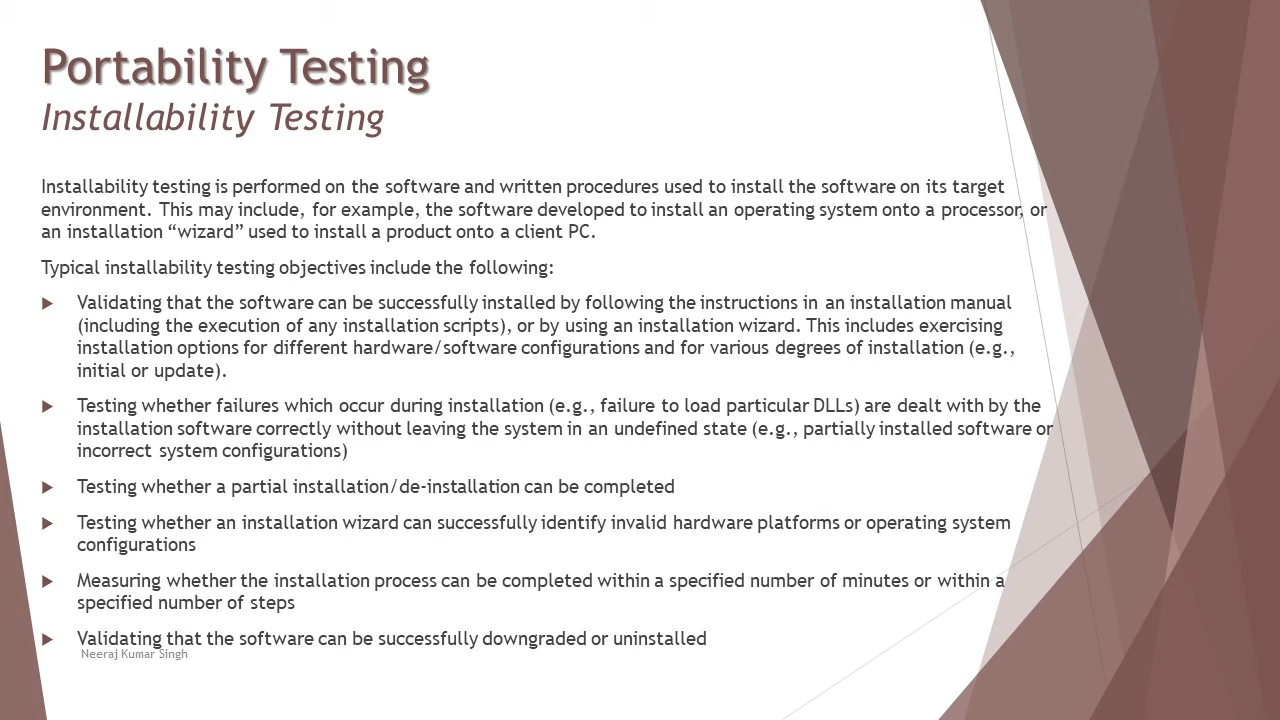 Portability Testing
Installability Testing
Installability testing is performed on the software and written procedures used to install the software on its target
environment. This may include, for example, the software developed to install an operating system onto a processor, or
an installation “wizard” used to install a product onto a client PC.
Typical installability testing objectives include the following:
Validating that the software can be successfully installed by following the instructions in an installation manual
(including the execution of any installation scripts), or by using an installation wizard. This includes exercising
installation options for different hardware/software configurations and for various degrees of installation (e.g.,
initial or update).
Testing whether failures which occur during installation (e.g., failure to load particular DLLs) are dealt with by the
installation software correctly without leaving the system in an undefined state (e.g., partially installed software or
incorrect system configurations)
Testing whether a partial installation/de-installation can be completed
Testing whether an installation wizard can successfully identify invalid hardware platforms or operating system
configurations
Measuring whether the installation process can be completed within a specified number of minutes or within a
specified number of steps
Validating that the software can be successfully downgraded or uninstalled
Neeraj Kumar Singh